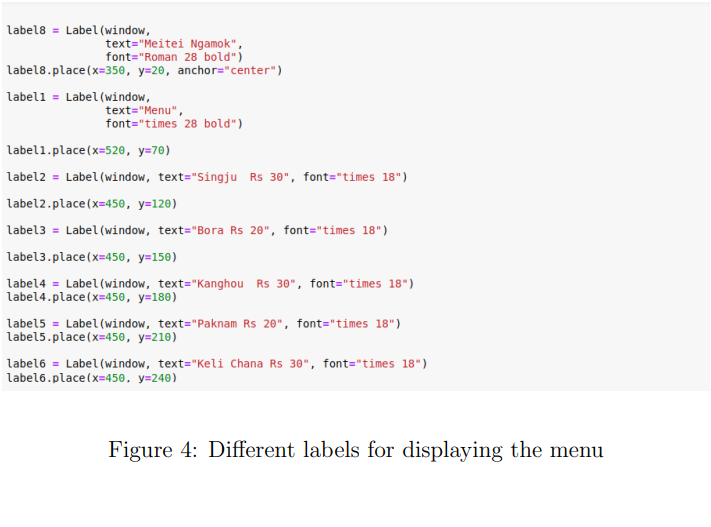 label8 = Label(window,
               text="Meitei Ngamok",
               font="Roman 28 bold")
label8.place(x=350, y=20, anchor="center")
label1 = Label(window,
               text="Menu",
               font="times 28 bold")
label1.place(x=520, y=70)
label2 = Label(window, text="Singju  Rs 30", font="times 18")
label2.place(x=450, y=120)
label3 = Label(window, text="Bora Rs 20", font="times 18")
label3.place(x=450, y=150)
label4 = Label(window, text="Kanghou  Rs 30", font="times 18")
label4.place(x=450, y=180)
label5 = Label(window, text="Paknam Rs 20", font="times 18")
label5.place(x=450, y=210)
label6 = Label(window, text="Keli Chana Rs 30", font="times 18")
label6.place(x=450, y=240)
Figure 4: Different labels for displaying the menu